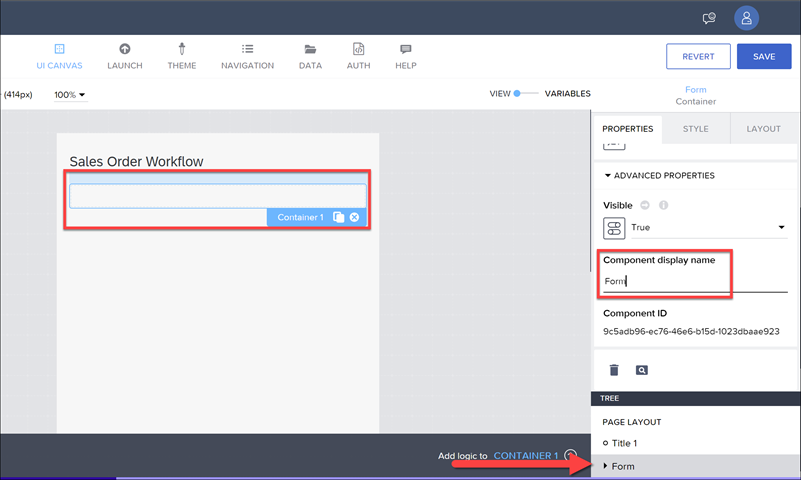 UI CANVAS
LAUNCH
THEME
NAVIGATION
DATA
AUTH
HELP
REVERT
SAVE
(414px)
100%
VIEW
VARIABLES
Form
Container
PROPERTIES
STYLE
LAYOUT
ADVANCED PROPERTIES
Visible
True
Component display name
Form
Component ID
9c5adb96-ec76-46e6-b15d-1023dbaae923
TREE
PAGE LAYOUT
Title 1
Form
Sales Order Workflow
Container 1
Add logic to CONTAINER 1